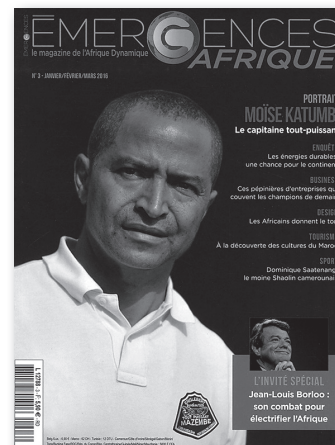 ÉMERGENCES
AFRIQUE
le magazine de l'Afrique Dynamique
N° 3 - JANVIER/FÉVRIER/MARS 2016
PORTRAIT
MOÏSE KATUMB
Le capitaine tout-puissan
ENQUÊT
Les énergies durables
une chance pour le continen
BUSINES
Ces pépinières d'entreprises qu
couvent les champions de demai
DESIG
Les Africains donnent le to
TOURISM
À la découverte des cultures du Maro
SPOR
Dominique Saatenang
le moine Shaolin camerounai
MAZEMBE
L'INVITÉ SPÉCIAL
Jean-Louis Borloo :
son combat pour
électrifier l'Afrique